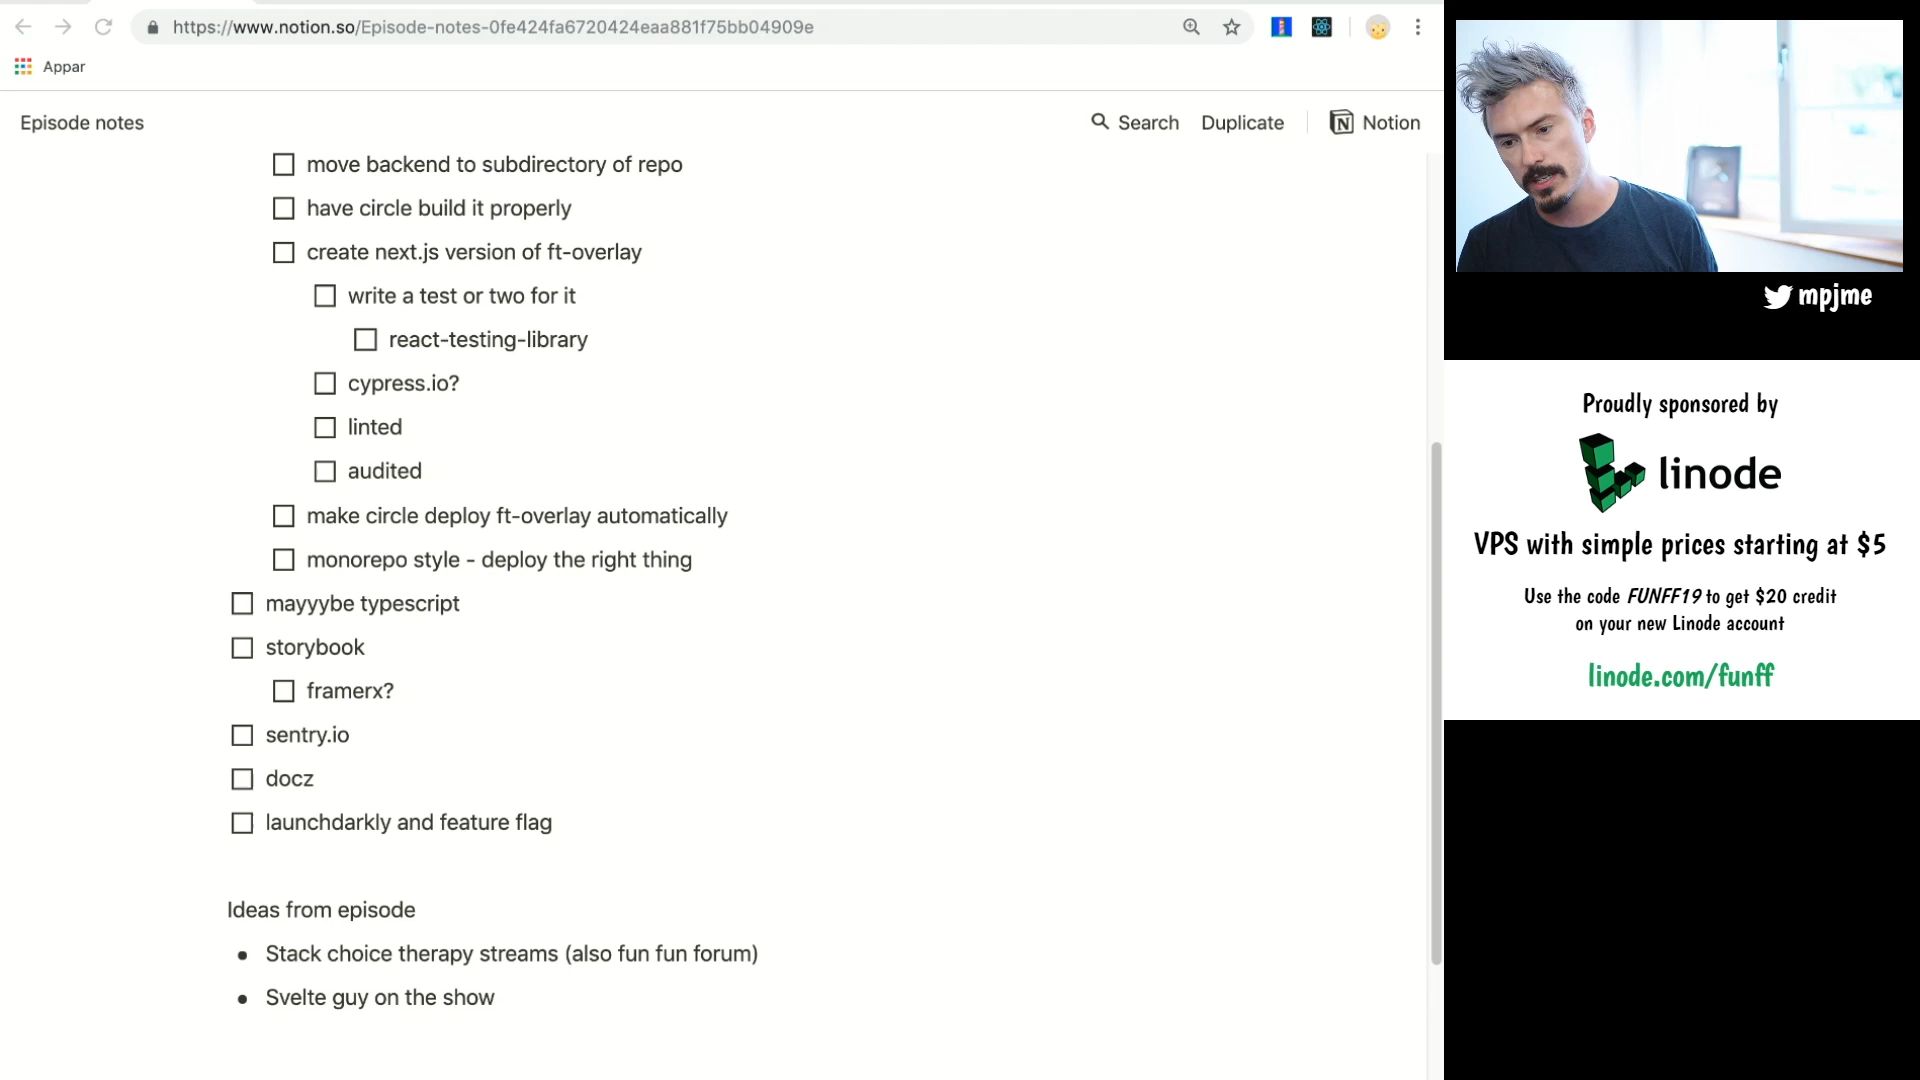 https://www.notion.so/Episode-notes-0fe424fa6720424eaa881f75bb04909e
Appar
Episode notes
Search
Duplicate
Notion
move backend to subdirectory of repo
have circle build it properly
create next.js version of ft-overlay
write a test or two for it
react-testing-library
cypress.io?
linted
audited
make circle deploy ft-overlay automatically
monorepo style - deploy the right thing
mayyybe typescript
storybook
framerx?
sentry.io
docz
launchdarkly and feature flag
Ideas from episode
Stack choice therapy streams (also fun fun forum)
Svelte guy on the show
mpjme
Proudly sponsored by
linode
VPS with simple prices starting at $5
Use the code FUNFF19 to get $20 credit
on your new Linode account
linode.com/funff